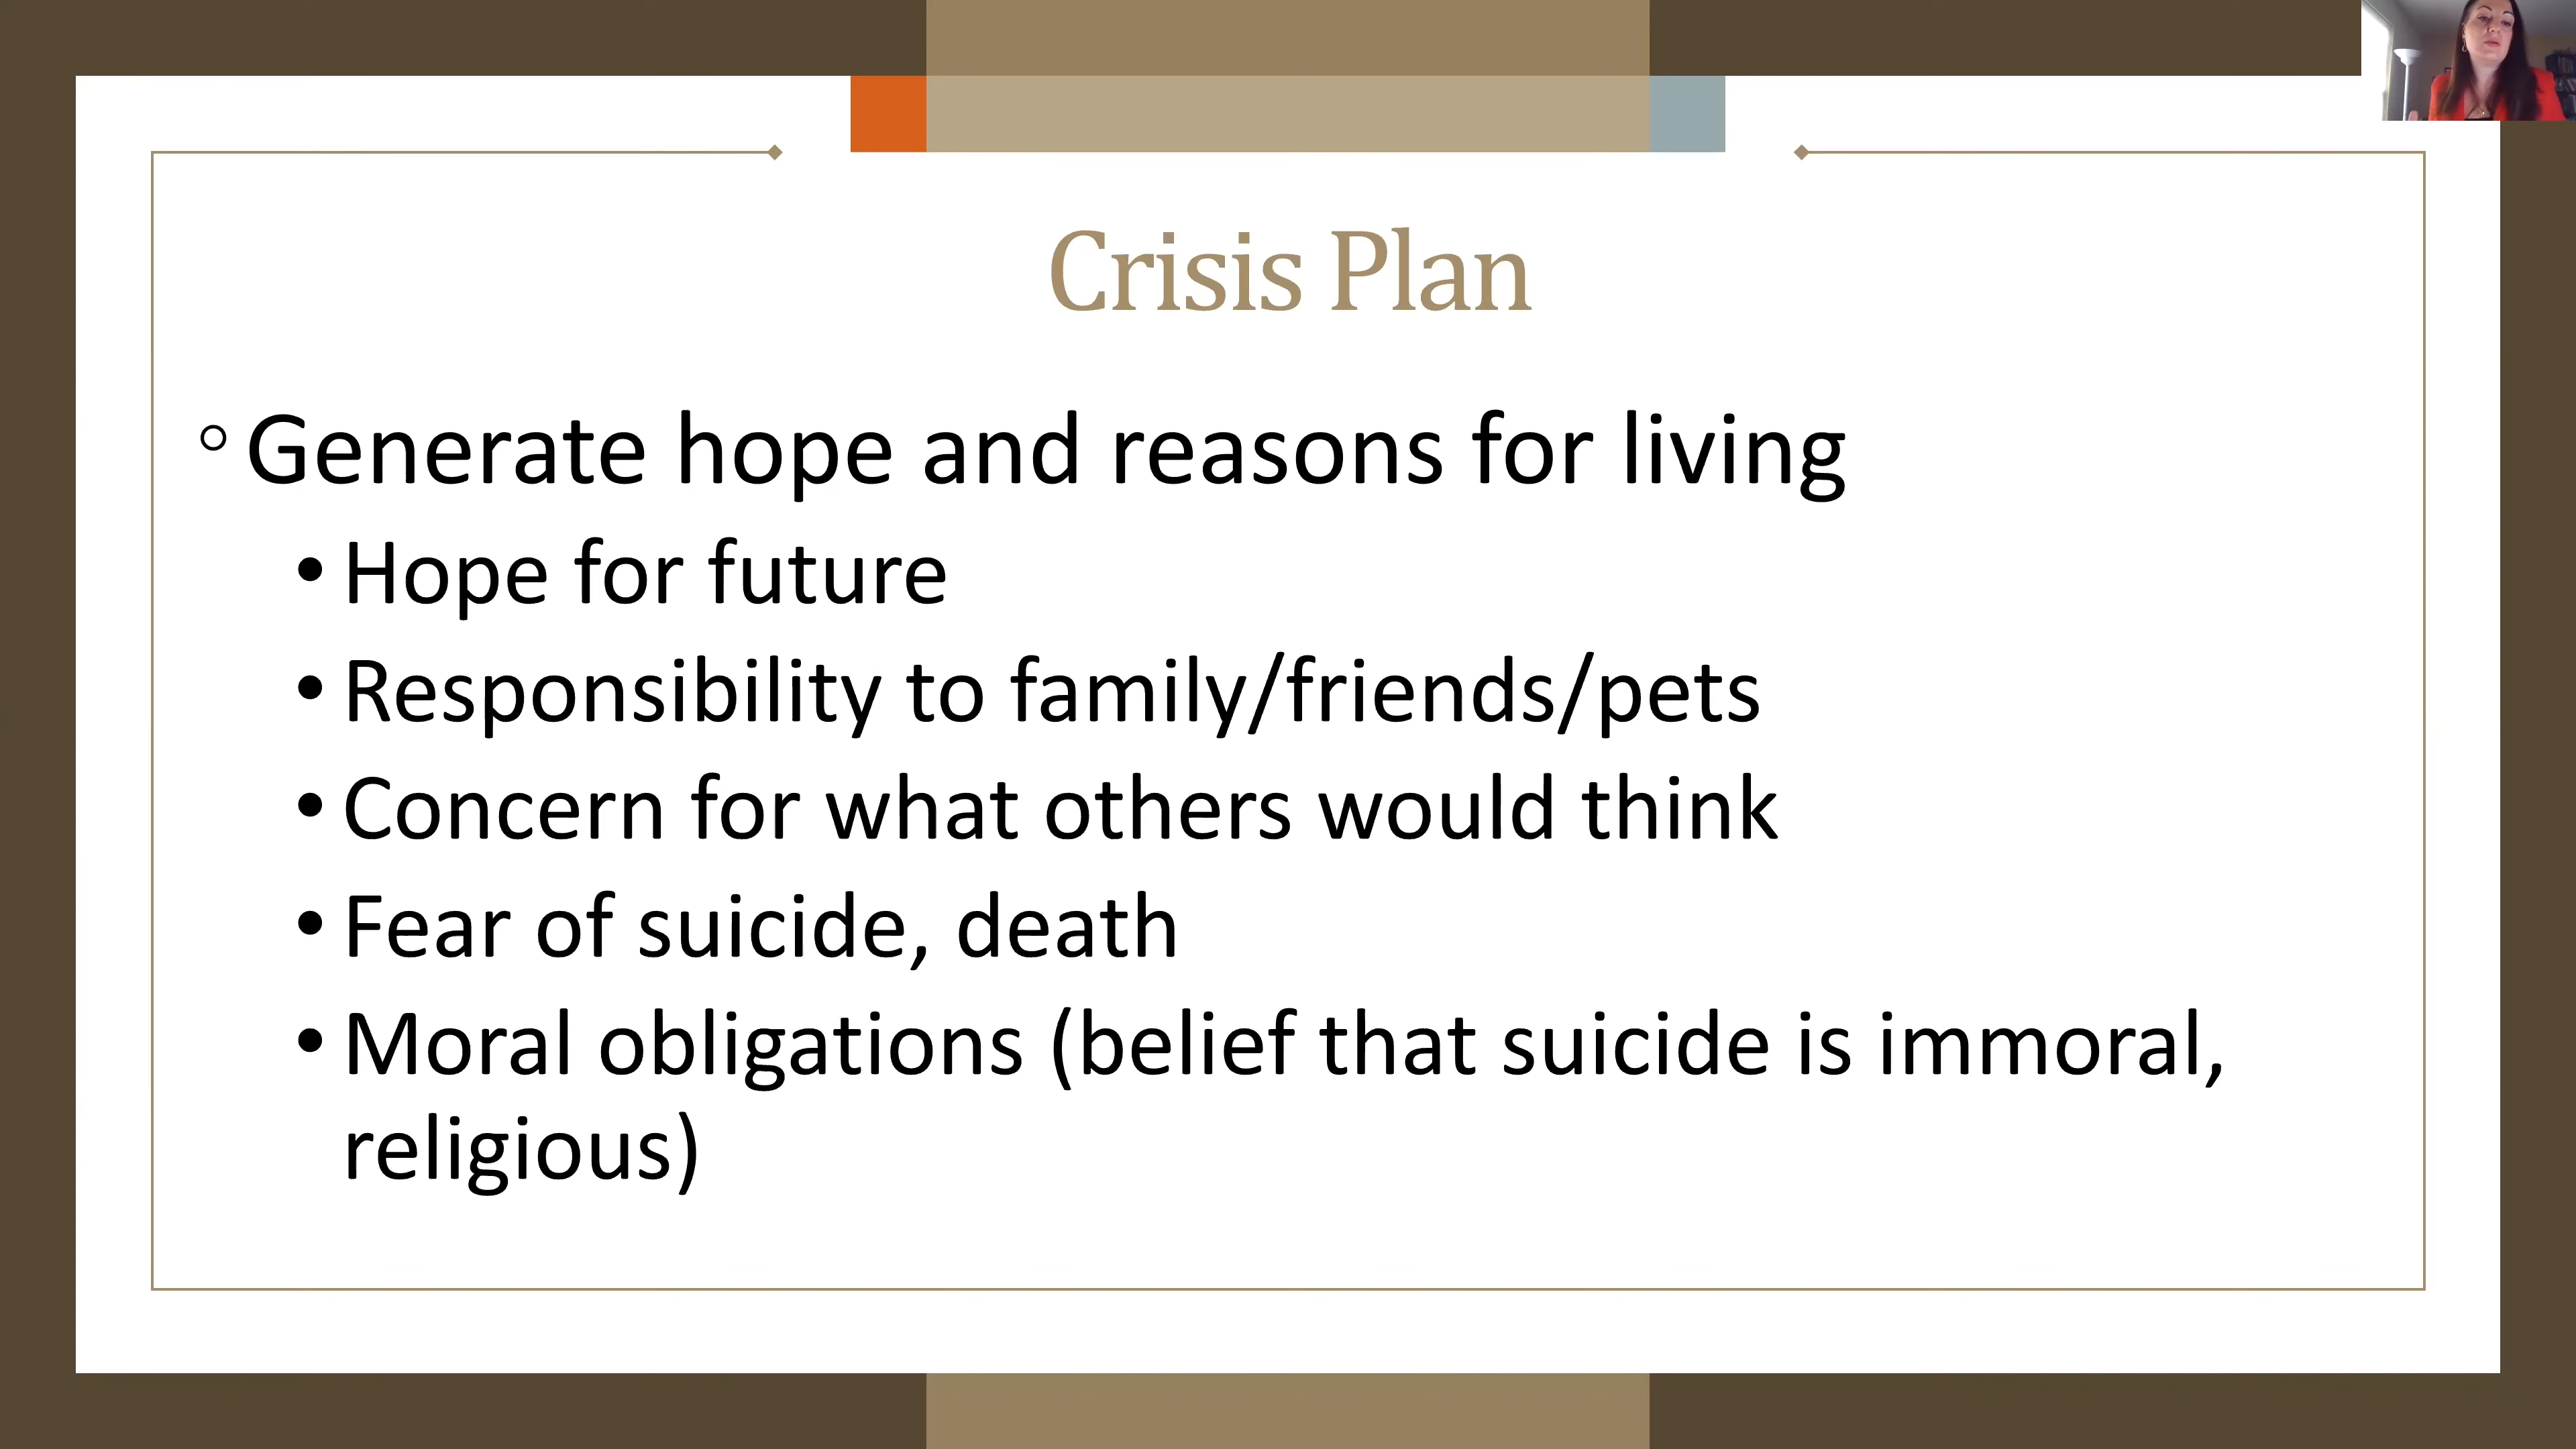 Crisis Plan
◦ Generate hope and reasons for living
• Hope for future
• Responsibility to family/friends/pets
• Concern for what others would think
• Fear of suicide, death
• Moral obligations (belief that suicide is immoral,
religious)